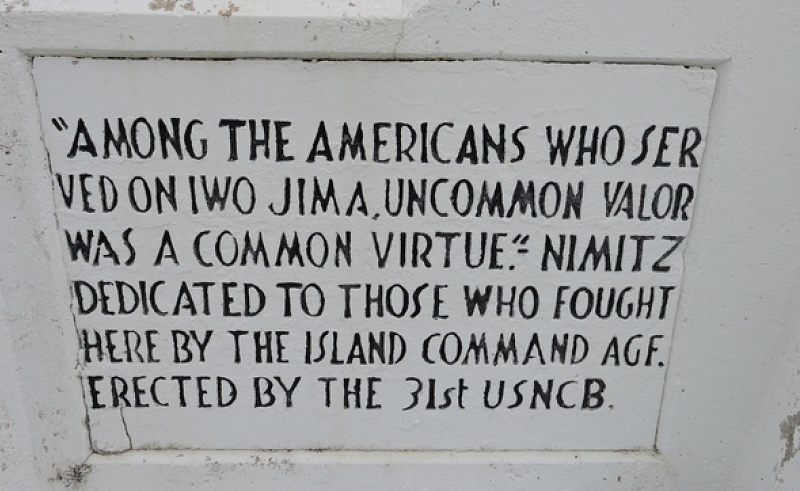 "AMONG THE AMERICANS WHO SER
VED ON IWO JIMA, UNCOMMON VALOR
WAS A COMMON VIRTUE." NIMITZ
DEDICATED TO THOSE WHO FOUGHT
HERE BY THE ISLAND COMMAND AGF.
ERECTED BY THE 31st USNCB.